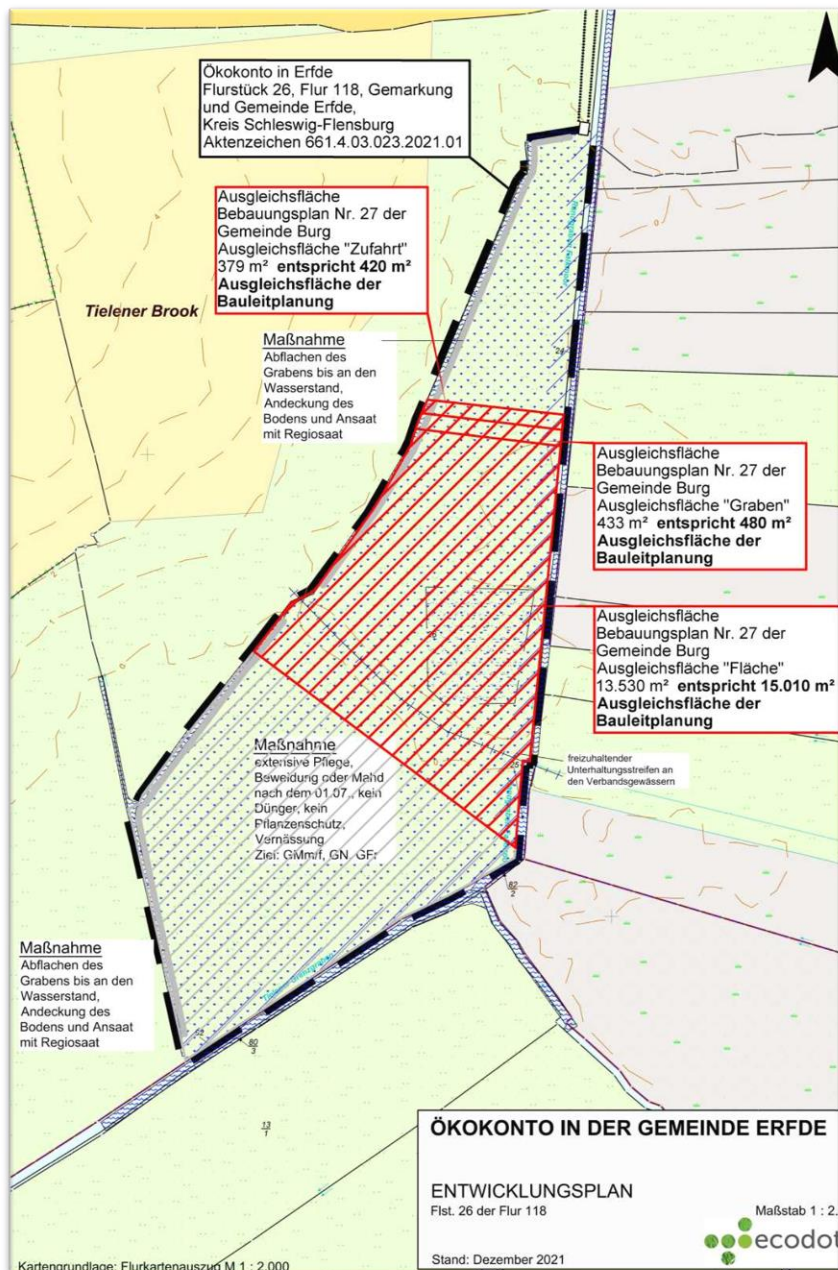 Ökokonto in Erfde
Flurstück 26, Flur 118, Gemarkung
und Gemeinde Erfde,
Kreis Schleswig-Flensburg
Aktenzeichen 661.4.03.023.2021.01
Ausgleichsfläche
Bebauungsplan Nr. 27 der
Gemeinde Burg
Ausgleichsfläche "Zufahrt"
379 m² entspricht 420 m²
Ausgleichsfläche der
Bauleitplanung
Tielener Brook
Maßnahme
Abflachen des
Grabens bis an den
Wasserstand,
Andeckung des
Bodens und Ansaat
mit Regiosaat
24
Ausgleichsfläche
Bebauungsplan Nr. 27 der
Gemeinde Burg
Ausgleichsfläche "Graben"
433 m² entspricht 480 m²
Ausgleichsfläche der
Bauleitplanung
Ausgleichsfläche
Bebauungsplan Nr. 27 der
Gemeinde Burg
Ausgleichsfläche "Fläche"
13.530 m² entspricht 15.010 m²
Ausgleichsfläche der
Bauleitplanung
Maßnahme
extensive Pflege,
Beweidung oder Mahd
nach dem 01.07., kein
Dünger, kein
Pflanzenschutz,
Vernässung
Ziel: GMm/f, GN, GFr
25
freizuhaltender
Unterhaltungsstreifen an
den Verbandsgewässern
82
2
Maßnahme
Abflachen des
Grabens bis an den
Wasserstand,
Andeckung des
Bodens und Ansaat
mit Regiosaat
80
3
13
1
ÖKOKONTO IN DER GEMEINDE ERFDE
ENTWICKLUNGSPLAN
Flst. 26 der Flur 118
Maßstab 1 : 2.
ecodot
Stand: Dezember 2021
Kartengrundlage: Flurkartenauszug M 1 : 2.000